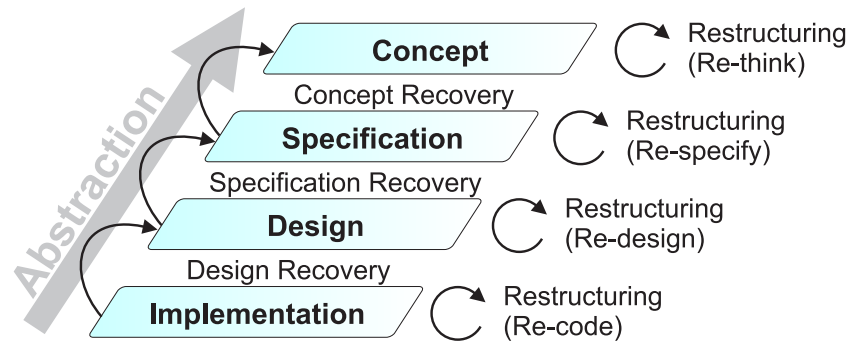 Concept
Restructuring
(Re-think)
Concept Recovery
Specification
Restructuring
(Re-specify)
Specification Recovery
Design
Restructuring
(Re-design)
Design Recovery
Implementation
Restructuring
(Re-code)
Abstraction